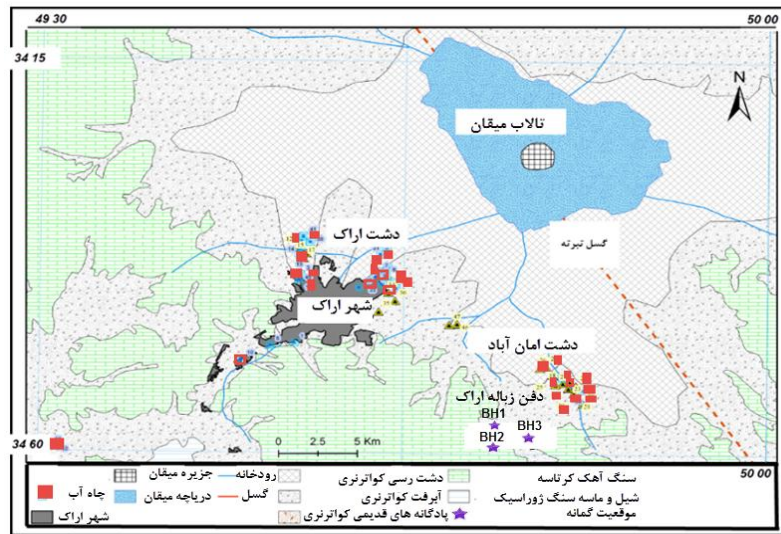 49 30
50 00
34 15
N
تالاب میقان
دشت اراک
گسل تبرته
شهر اراک
دشت امان آباد
دفن زباله اراک
BH1
BH3
BH2
34 60
0 2.5 5 Km
50 00
سنگ آهک کرتاسه
دشت رسی کواترنری
رودخانه
جزیره میقان
شیل و ماسه سنگ ژوراسیک
آبرفت کواترنری
گسل
دریاچه میقان
چاه آب
موقعیت گمانه
پادگانه های قدیمی کواترنری
شهر اراک